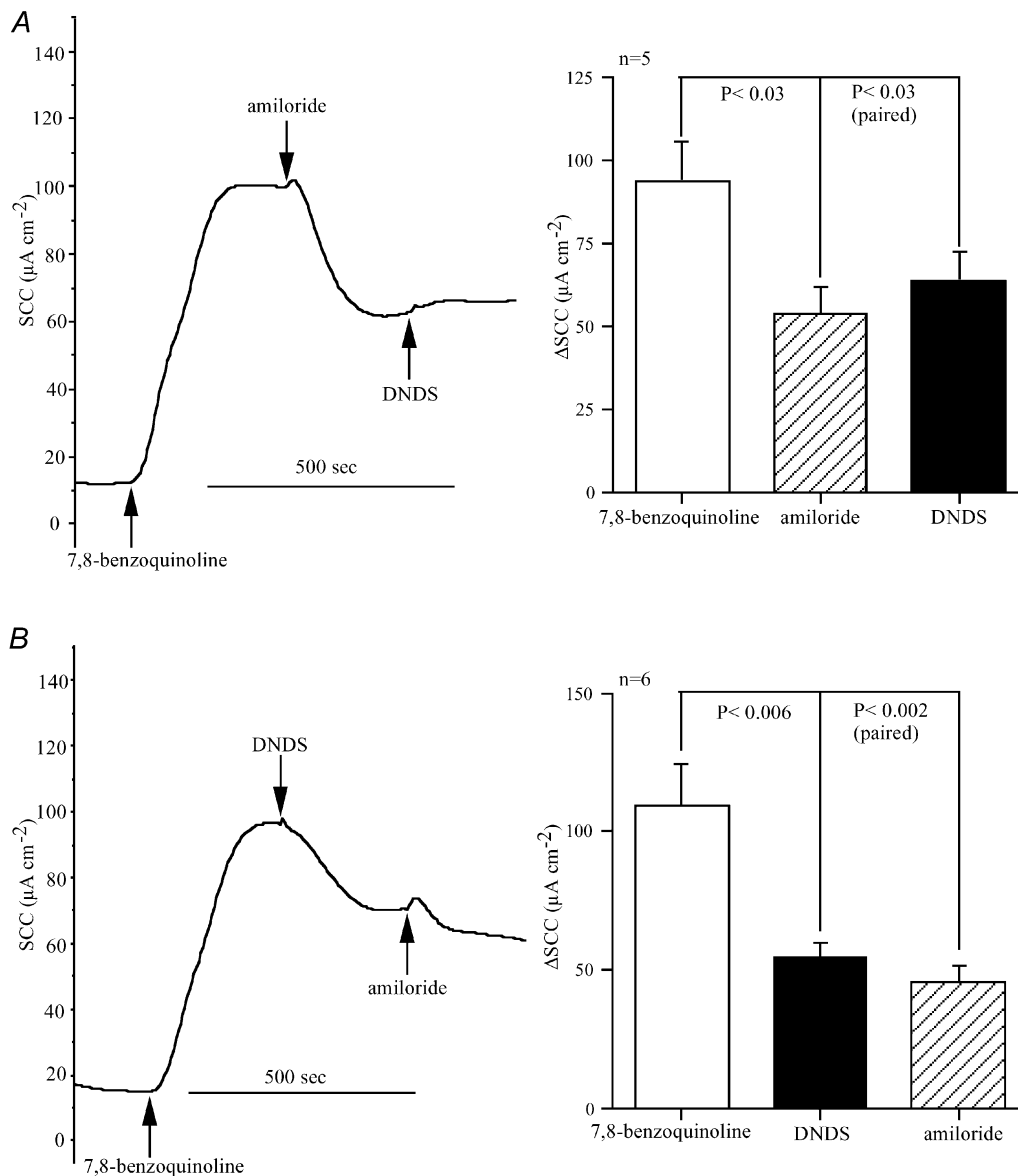 A
140
120
100
80
60
40
20
0
SCC (µA cm-2)
amiloride
DNDS
500 sec
7,8-benzoquinoline
n=5
125
100
75
50
25
0
ΔSCC (µA cm-2)
P< 0.03
P< 0.03
(paired)
7,8-benzoquinoline
amiloride
DNDS
B
140
120
100
80
60
40
20
0
SCC (µA cm-2)
DNDS
amiloride
500 sec
7,8-benzoquinoline
n=6
150
100
50
0
ΔSCC (µA cm-2)
P< 0.006
P< 0.002
(paired)
7,8-benzoquinoline
DNDS
amiloride